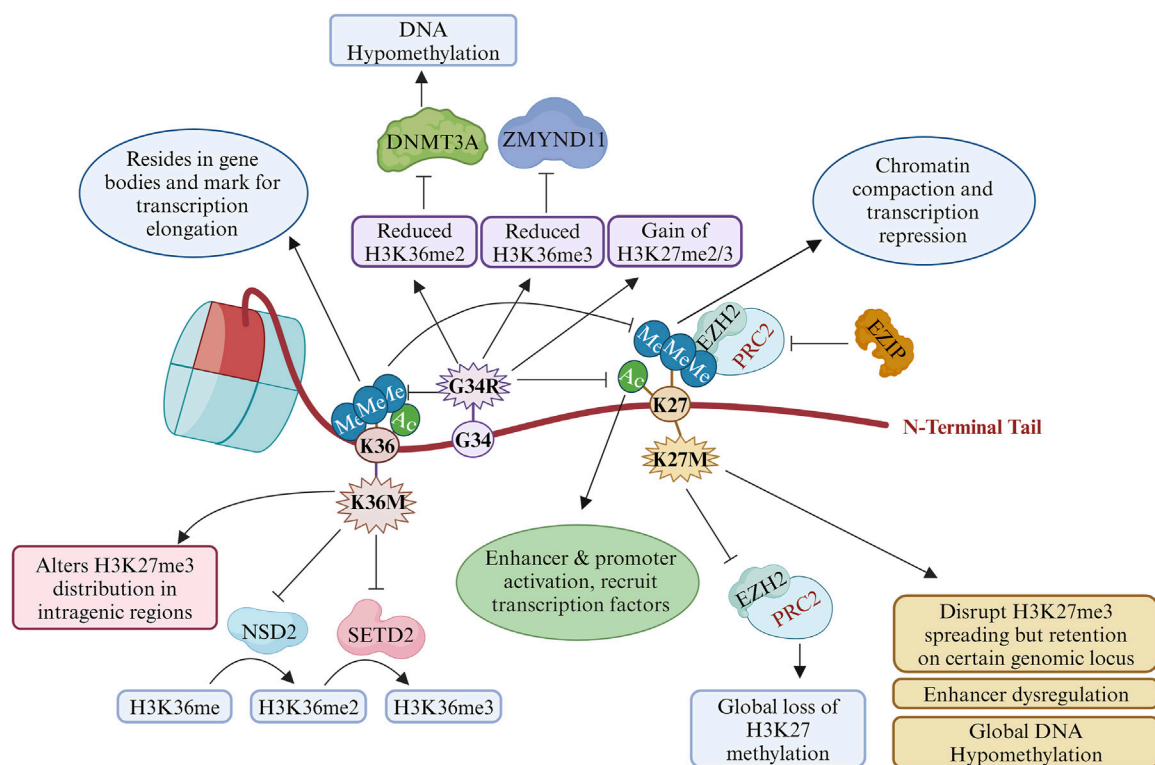 DNA
Hypomethylation
DNMT3A
ZMYND11
Resides in gene
bodies and mark for
transcription
elongation
Chromatin
compaction and
transcription
repression
Reduced
H3K36me2
Reduced
H3K36me3
Gain of
H3K27me2/3
Me
Me
Me
EZH2
PRC2
EZIP
Me
Me
Me
Ac
G34R
Ac
K27
K36
G34
N-Terminal Tail
K27M
K36M
Alters H3K27me3
distribution in
intragenic regions
NSD2
SETD2
H3K36me
H3K36me2
H3K36me3
Enhancer & promoter
activation, recruit
transcription factors
EZH2
PRC2
Global loss of
H3K27
methylation
Disrupt H3K27me3
spreading but retention
on certain genomic locus
Enhancer dysregulation
Global DNA
Hypomethylation